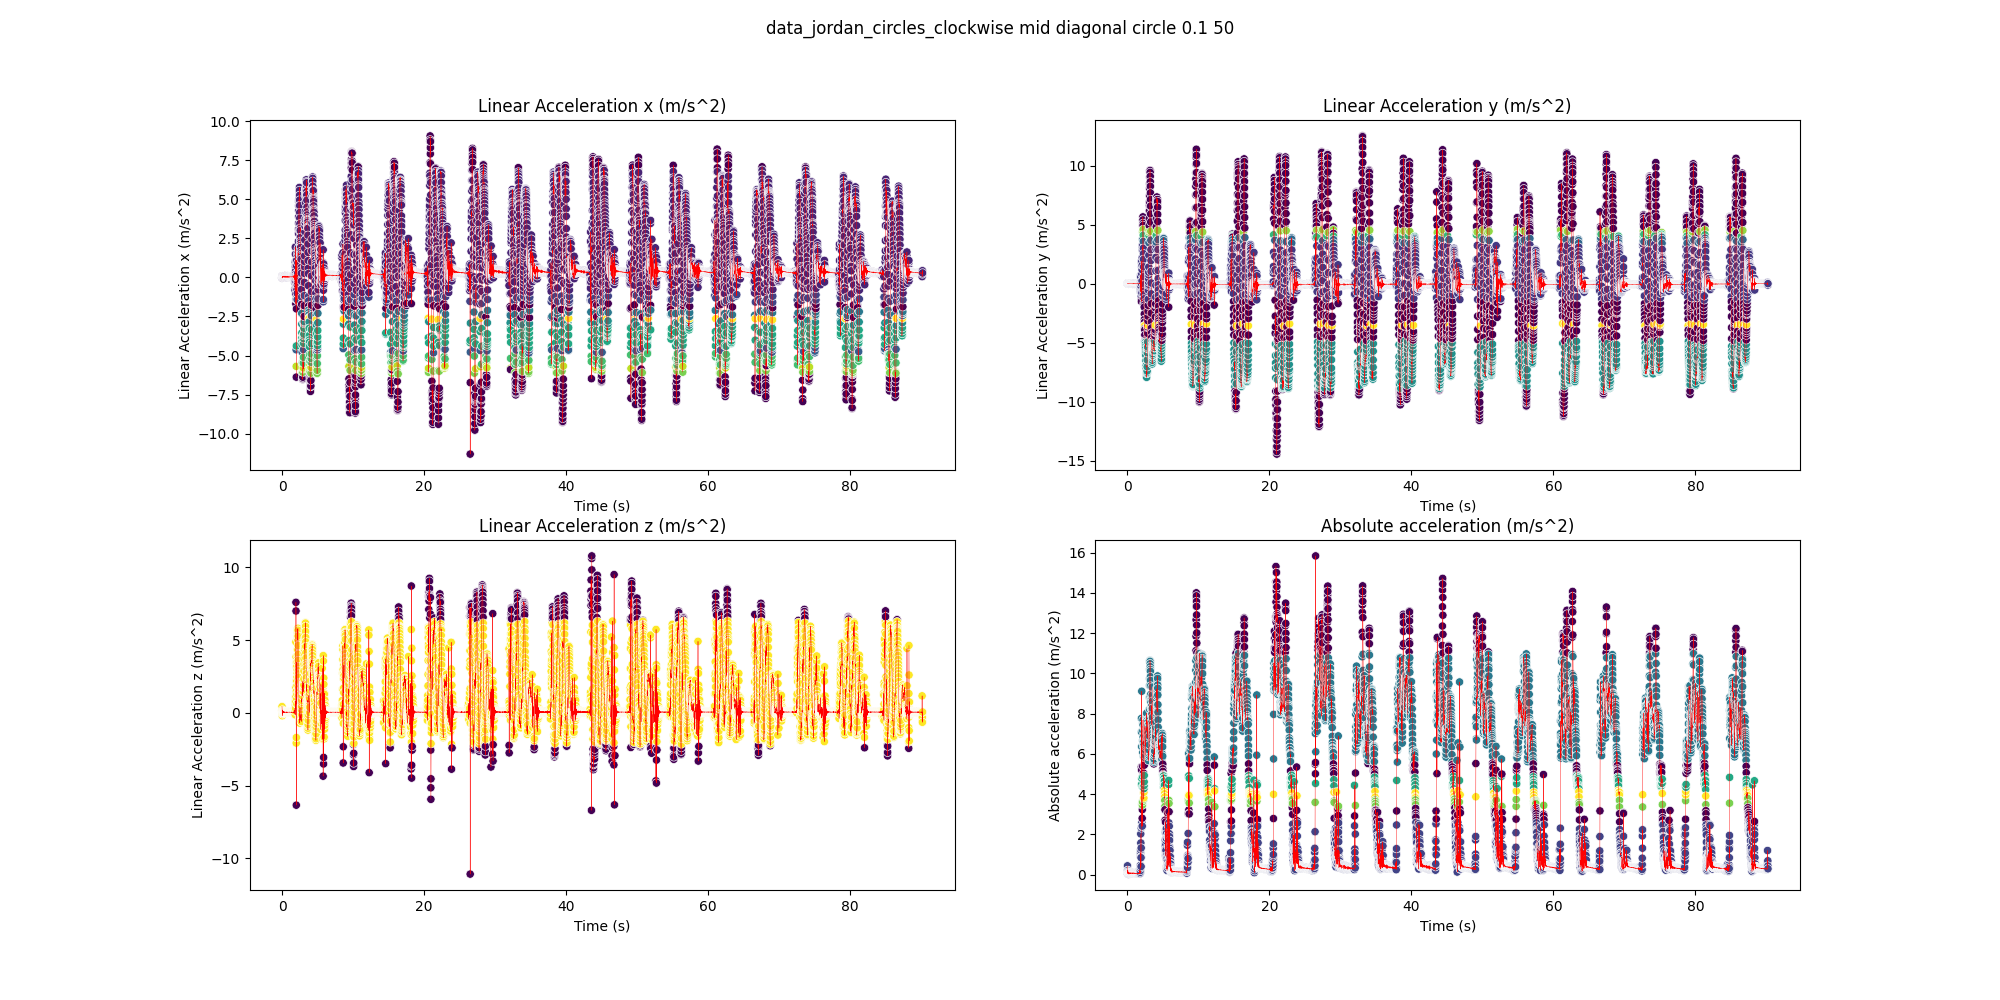 data_jordan_circles_clockwise mid diagonal circle 0.1 50
Linear Acceleration x (m/s^2)
Linear Acceleration x (m/s^2)
10.0
7.5
5.0
2.5
0.0
−2.5
−5.0
−7.5
−10.0
0 20 40 60 80
Time (s)
Linear Acceleration y (m/s^2)
Linear Acceleration y (m/s^2)
10
5
0
−5
−10
−15
0 20 40 60 80
Time (s)
Linear Acceleration z (m/s^2)
Linear Acceleration z (m/s^2)
10
5
0
−5
−10
0 20 40 60 80
Time (s)
Absolute acceleration (m/s^2)
Absolute acceleration (m/s^2)
16
14
12
10
8
6
4
2
0
0 20 40 60 80
Time (s)